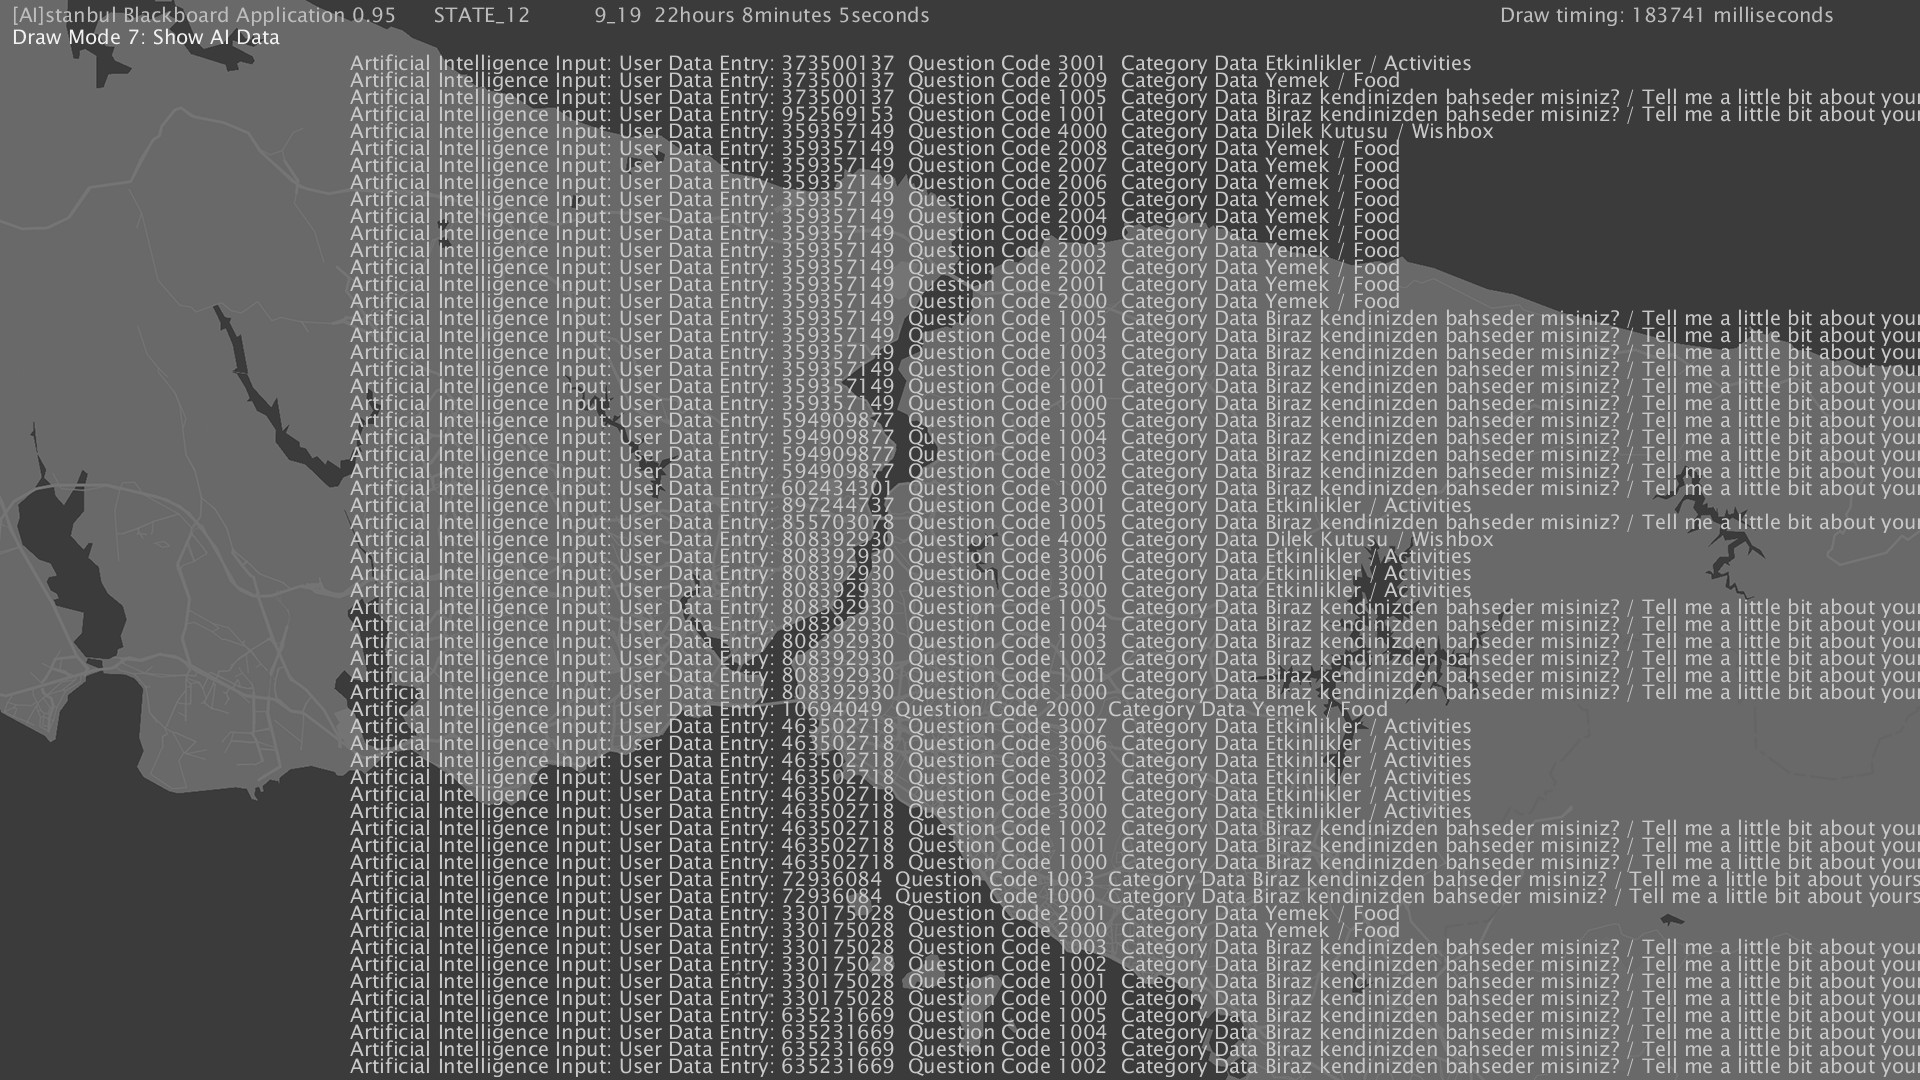 [AI]stanbul Blackboard Application 0.95 STATE_12 9_19 22hours 8minutes 5seconds Draw timing: 183741 milliseconds
Draw Mode 7: Show AI Data
Artificial Intelligence Input: User Data Entry: 373500137 Question Code 3001 Category Data Etkinlikler / Activities
Artificial Intelligence Input: User Data Entry: 373500137 Question Code 2009 Category Data Yemek / Food
Artificial Intelligence Input: User Data Entry: 373500137 Question Code 1005 Category Data Biraz kendinizden bahseder misiniz? / Tell me a little bit about your
Artificial Intelligence Input: User Data Entry: 952569153 Question Code 1001 Category Data Biraz kendinizden bahseder misiniz? / Tell me a little bit about your
Artificial Intelligence Input: User Data Entry: 359357149 Question Code 4000 Category Data Dilek Kutusu / Wishbox
Artificial Intelligence Input: User Data Entry: 359357149 Question Code 2008 Category Data Yemek / Food
Artificial Intelligence Input: User Data Entry: 359357149 Question Code 2007 Category Data Yemek / Food
Artificial Intelligence Input: User Data Entry: 359357149 Question Code 2006 Category Data Yemek / Food
Artificial Intelligence Input: User Data Entry: 359357149 Question Code 2005 Category Data Yemek / Food
Artificial Intelligence Input: User Data Entry: 359357149 Question Code 2004 Category Data Yemek / Food
Artificial Intelligence Input: User Data Entry: 359357149 Question Code 2009 Category Data Yemek / Food
Artificial Intelligence Input: User Data Entry: 359357149 Question Code 2003 Category Data Yemek / Food
Artificial Intelligence Input: User Data Entry: 359357149 Question Code 2002 Category Data Yemek / Food
Artificial Intelligence Input: User Data Entry: 359357149 Question Code 2001 Category Data Yemek / Food
Artificial Intelligence Input: User Data Entry: 359357149 Question Code 2000 Category Data Yemek / Food
Artificial Intelligence Input: User Data Entry: 359357149 Question Code 1005 Category Data Biraz kendinizden bahseder misiniz? / Tell me a little bit about your
Artificial Intelligence Input: User Data Entry: 359357149 Question Code 1004 Category Data Biraz kendinizden bahseder misiniz? / Tell me a little bit about your
Artificial Intelligence Input: User Data Entry: 359357149 Question Code 1003 Category Data Biraz kendinizden bahseder misiniz? / Tell me a little bit about your
Artificial Intelligence Input: User Data Entry: 359357149 Question Code 1002 Category Data Biraz kendinizden bahseder misiniz? / Tell me a little bit about your
Artificial Intelligence Input: User Data Entry: 359357149 Question Code 1001 Category Data Biraz kendinizden bahseder misiniz? / Tell me a little bit about your
Artificial Intelligence Input: User Data Entry: 359357149 Question Code 1000 Category Data Biraz kendinizden bahseder misiniz? / Tell me a little bit about your
Artificial Intelligence Input: User Data Entry: 594909877 Question Code 1005 Category Data Biraz kendinizden bahseder misiniz? / Tell me a little bit about your
Artificial Intelligence Input: User Data Entry: 594909877 Question Code 1004 Category Data Biraz kendinizden bahseder misiniz? / Tell me a little bit about your
Artificial Intelligence Input: User Data Entry: 594909877 Question Code 1003 Category Data Biraz kendinizden bahseder misiniz? / Tell me a little bit about your
Artificial Intelligence Input: User Data Entry: 594909877 Question Code 1002 Category Data Biraz kendinizden bahseder misiniz? / Tell me a little bit about your
Artificial Intelligence Input: User Data Entry: 602434301 Question Code 1000 Category Data Biraz kendinizden bahseder misiniz? / Tell me a little bit about your
Artificial Intelligence Input: User Data Entry: 897244737 Question Code 3001 Category Data Etkinlikler / Activities
Artificial Intelligence Input: User Data Entry: 855703078 Question Code 1005 Category Data Biraz kendinizden bahseder misiniz? / Tell me a little bit about your
Artificial Intelligence Input: User Data Entry: 808392930 Question Code 4000 Category Data Dilek Kutusu / Wishbox
Artificial Intelligence Input: User Data Entry: 808392930 Question Code 3006 Category Data Etkinlikler / Activities
Artificial Intelligence Input: User Data Entry: 808392930 Question Code 3001 Category Data Etkinlikler / Activities
Artificial Intelligence Input: User Data Entry: 808392930 Question Code 3000 Category Data Etkinlikler / Activities
Artificial Intelligence Input: User Data Entry: 808392930 Question Code 1005 Category Data Biraz kendinizden bahseder misiniz? / Tell me a little bit about your
Artificial Intelligence Input: User Data Entry: 808392930 Question Code 1004 Category Data Biraz kendinizden bahseder misiniz? / Tell me a little bit about your
Artificial Intelligence Input: User Data Entry: 808392930 Question Code 1003 Category Data Biraz kendinizden bahseder misiniz? / Tell me a little bit about your
Artificial Intelligence Input: User Data Entry: 808392930 Question Code 1002 Category Data Biraz kendinizden bahseder misiniz? / Tell me a little bit about your
Artificial Intelligence Input: User Data Entry: 808392930 Question Code 1001 Category Data Biraz kendinizden bahseder misiniz? / Tell me a little bit about your
Artificial Intelligence Input: User Data Entry: 808392930 Question Code 1000 Category Data Biraz kendinizden bahseder misiniz? / Tell me a little bit about your
Artificial Intelligence Input: User Data Entry: 10694049 Question Code 2000 Category Data Yemek / Food
Artificial Intelligence Input: User Data Entry: 463502718 Question Code 3007 Category Data Etkinlikler / Activities
Artificial Intelligence Input: User Data Entry: 463502718 Question Code 3006 Category Data Etkinlikler / Activities
Artificial Intelligence Input: User Data Entry: 463502718 Question Code 3003 Category Data Etkinlikler / Activities
Artificial Intelligence Input: User Data Entry: 463502718 Question Code 3002 Category Data Etkinlikler / Activities
Artificial Intelligence Input: User Data Entry: 463502718 Question Code 3001 Category Data Etkinlikler / Activities
Artificial Intelligence Input: User Data Entry: 463502718 Question Code 3000 Category Data Etkinlikler / Activities
Artificial Intelligence Input: User Data Entry: 463502718 Question Code 1002 Category Data Biraz kendinizden bahseder misiniz? / Tell me a little bit about your
Artificial Intelligence Input: User Data Entry: 463502718 Question Code 1001 Category Data Biraz kendinizden bahseder misiniz? / Tell me a little bit about your
Artificial Intelligence Input: User Data Entry: 463502718 Question Code 1000 Category Data Biraz kendinizden bahseder misiniz? / Tell me a little bit about your
Artificial Intelligence Input: User Data Entry: 72936084 Question Code 1003 Category Data Biraz kendinizden bahseder misiniz? / Tell me a little bit about yours
Artificial Intelligence Input: User Data Entry: 72936084 Question Code 1000 Category Data Biraz kendinizden bahseder misiniz? / Tell me a little bit about yours
Artificial Intelligence Input: User Data Entry: 330175028 Question Code 2001 Category Data Yemek / Food
Artificial Intelligence Input: User Data Entry: 330175028 Question Code 2000 Category Data Yemek / Food
Artificial Intelligence Input: User Data Entry: 330175028 Question Code 1003 Category Data Biraz kendinizden bahseder misiniz? / Tell me a little bit about your
Artificial Intelligence Input: User Data Entry: 330175028 Question Code 1002 Category Data Biraz kendinizden bahseder misiniz? / Tell me a little bit about your
Artificial Intelligence Input: User Data Entry: 330175028 Question Code 1001 Category Data Biraz kendinizden bahseder misiniz? / Tell me a little bit about your
Artificial Intelligence Input: User Data Entry: 330175028 Question Code 1000 Category Data Biraz kendinizden bahseder misiniz? / Tell me a little bit about your
Artificial Intelligence Input: User Data Entry: 635231669 Question Code 1005 Category Data Biraz kendinizden bahseder misiniz? / Tell me a little bit about your
Artificial Intelligence Input: User Data Entry: 635231669 Question Code 1004 Category Data Biraz kendinizden bahseder misiniz? / Tell me a little bit about your
Artificial Intelligence Input: User Data Entry: 635231669 Question Code 1003 Category Data Biraz kendinizden bahseder misiniz? / Tell me a little bit about your
Artificial Intelligence Input: User Data Entry: 635231669 Question Code 1002 Category Data Biraz kendinizden bahseder misiniz? / Tell me a little bit about your